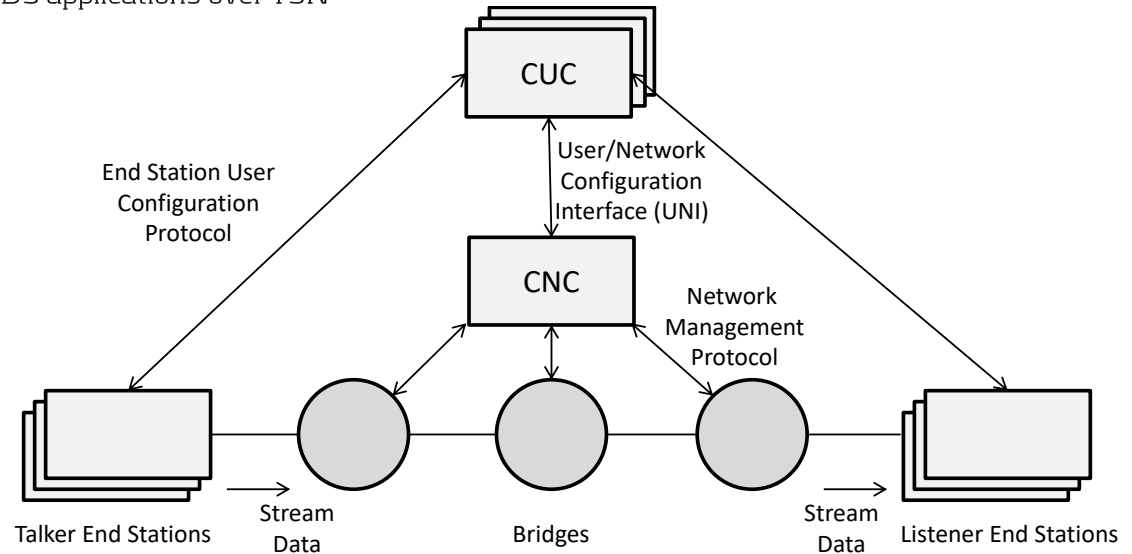 applications over TSN
CUC
End Station User
Configuration
Protocol
User/Network
Configuration
Interface (UNI)
CNC
Network
Management
Protocol
Stream
Data
Stream
Data
Talker End Stations
Bridges
Listener End Stations